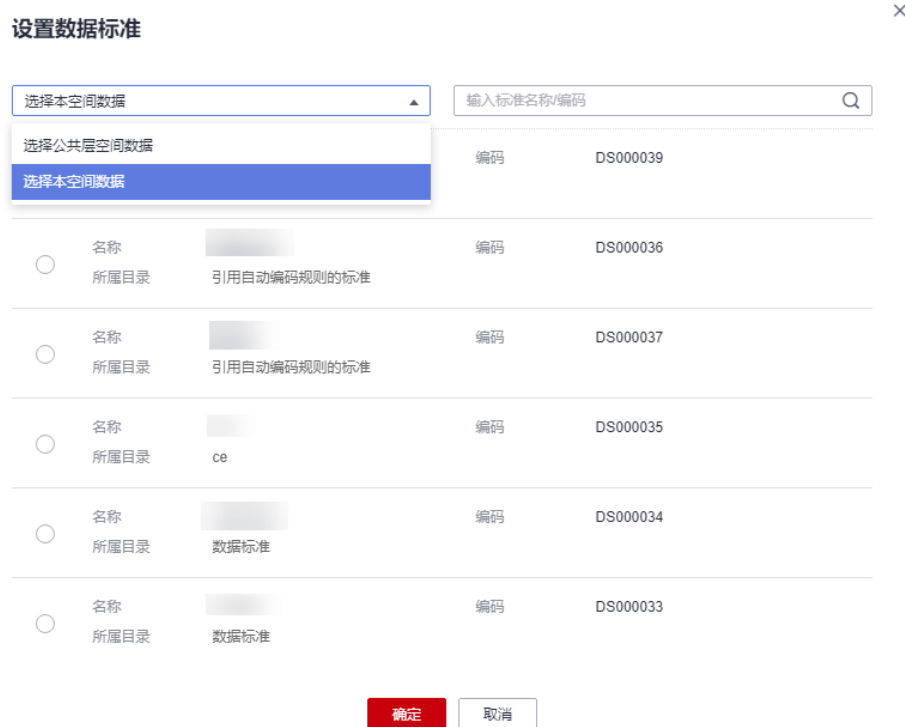 设置数据标准
选择本空间数据 输入标准名称/编码
选择公共层空间数据
选择本空间数据
编码 DS000039
名称 编码 DS000036
所属目录 引用自动编码规则的标准
名称 编码 DS000037
所属目录 引用自动编码规则的标准
名称 编码 DS000035
所属目录 ce
名称 编码 DS000034
所属目录 数据标准
名称 编码 DS000033
所属目录 数据标准
确定 取消